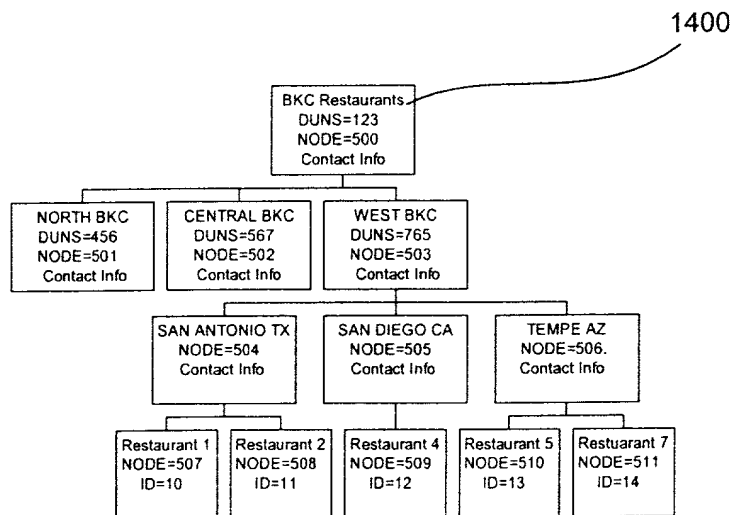 1400
BKC Restaurants
DUNS=123
NODE=500
Contact Info
NORTH BKC
DUNS=456
NODE=501
Contact Info
CENTRAL BKC
DUNS=567
NODE=502
Contact Info
WEST BKC
DUNS=765
NODE=503
Contact Info
SAN ANTONIO TX
NODE=504
Contact Info
SAN DIEGO CA
NODE=505
Contact Info
TEMPE AZ
NODE=506.
Contact Info
Restaurant 1
NODE=507
ID=10
Restaurant 2
NODE=508
ID=11
Restaurant 4
NODE=509
ID=12
Restaurant 5
NODE=510
ID=13
Restuarant 7
NODE=511
ID=14